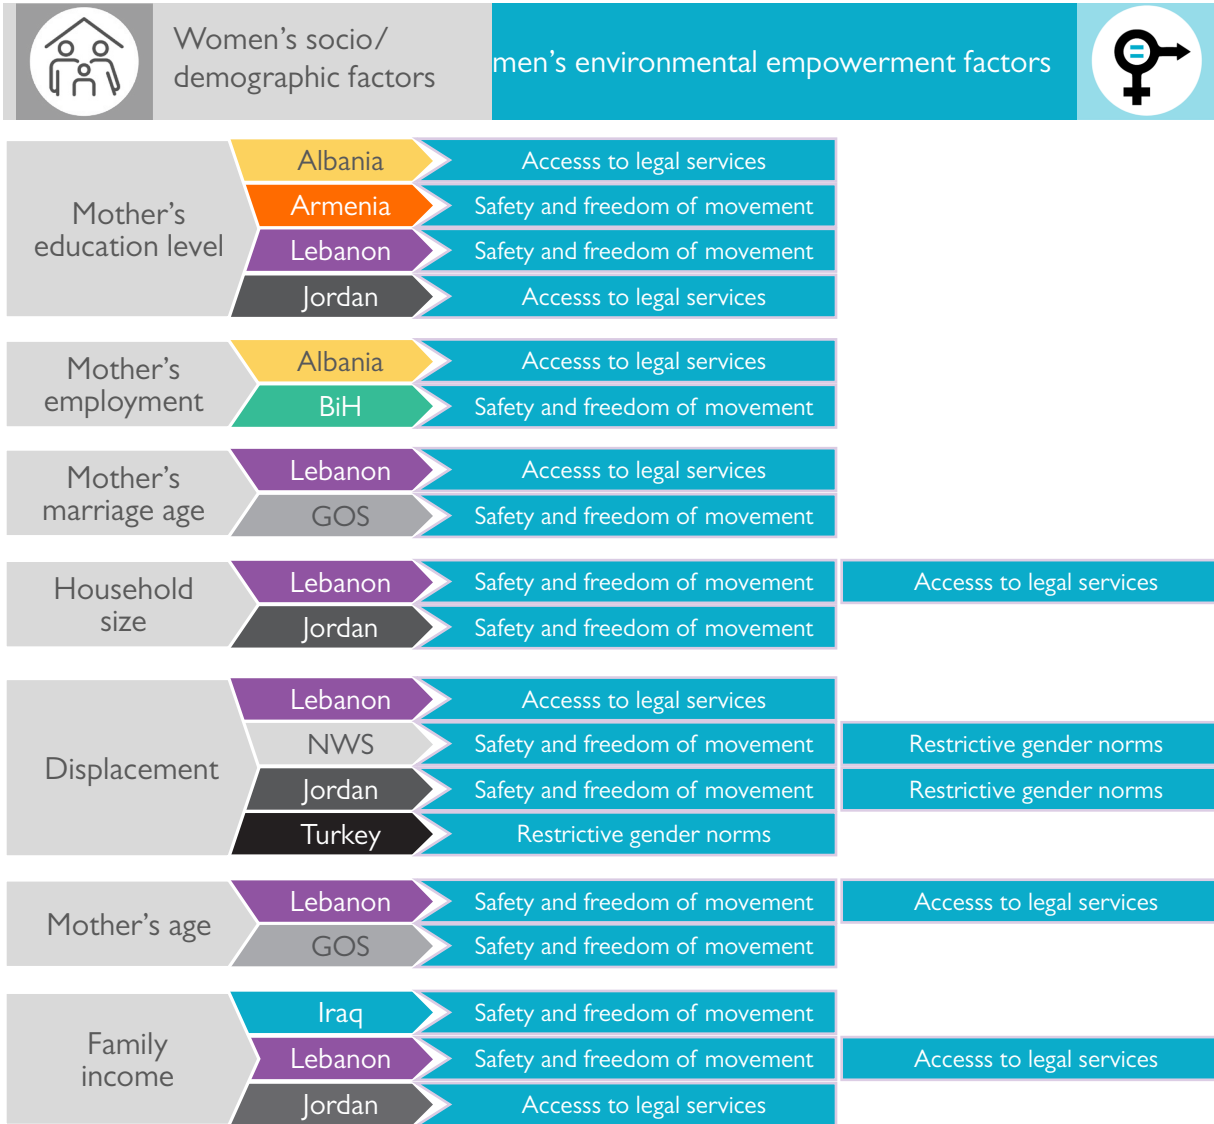 Women's socio/
demographic factors
men's environmental empowerment factors
Mother's
education level
Albania
Accesss to legal services
Armenia
Safety and freedom of movement
Lebanon
Safety and freedom of movement
Jordan
Accesss to legal services
Mother's
employment
Albania
Accesss to legal services
BiH
Safety and freedom of movement
Mother's
marriage age
Lebanon
Accesss to legal services
GOS
Safety and freedom of movement
Household
size
Lebanon
Safety and freedom of movement
Accesss to legal services
Jordan
Safety and freedom of movement
Displacement
Lebanon
Accesss to legal services
NWS
Safety and freedom of movement
Restrictive gender norms
Jordan
Safety and freedom of movement
Restrictive gender norms
Turkey
Restrictive gender norms
Mother's age
Lebanon
Safety and freedom of movement
Accesss to legal services
GOS
Safety and freedom of movement
Family
income
Iraq
Safety and freedom of movement
Lebanon
Safety and freedom of movement
Accesss to legal services
Jordan
Accesss to legal services